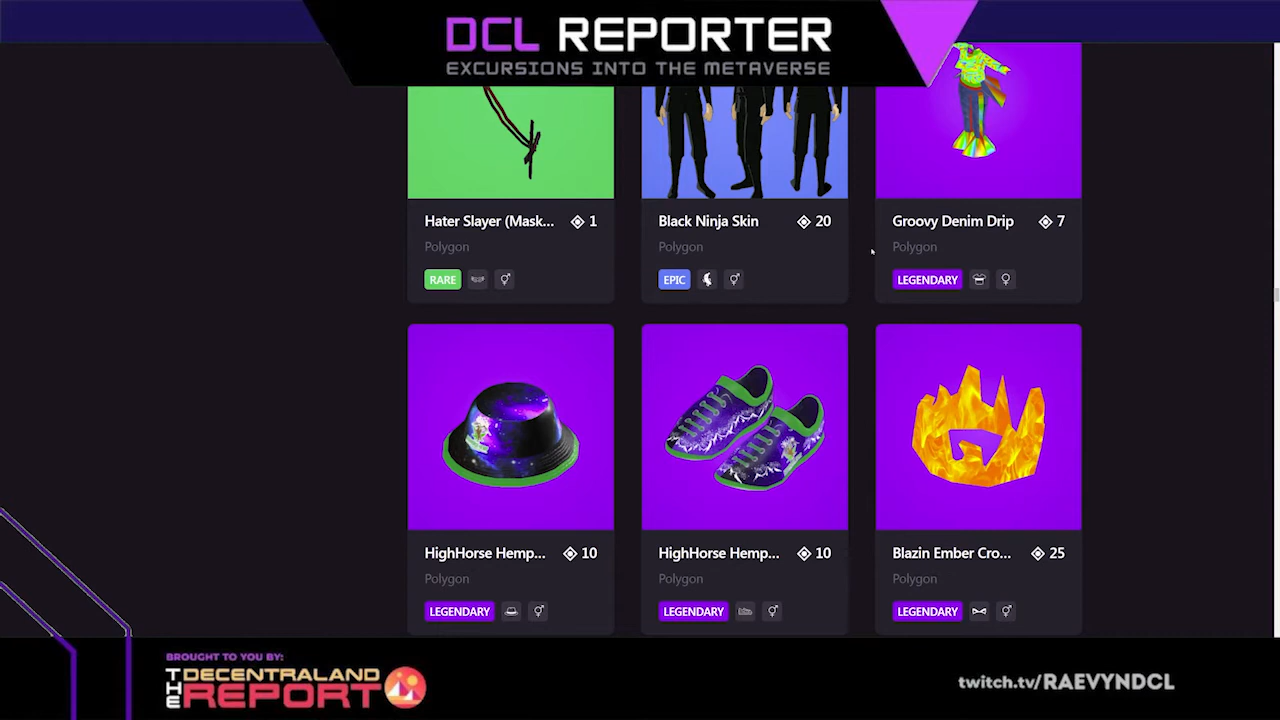 DCL REPORTER
EXCURSIONS INTO THE METAVERSE
Hater Slayer (Mask... 1
Polygon
RARE
Black Ninja Skin 20
Polygon
EPIC
Groovy Denim Drip 7
Polygon
LEGENDARY
HighHorse Hemp... 10
Polygon
LEGENDARY
HighHorse Hemp... 10
Polygon
LEGENDARY
Blazin Ember Cro... 25
Polygon
LEGENDARY
BROUGHT TO YOU BY:
THE DECENTRALAND
REPORT
twitch.tv/RAEVYNDCL